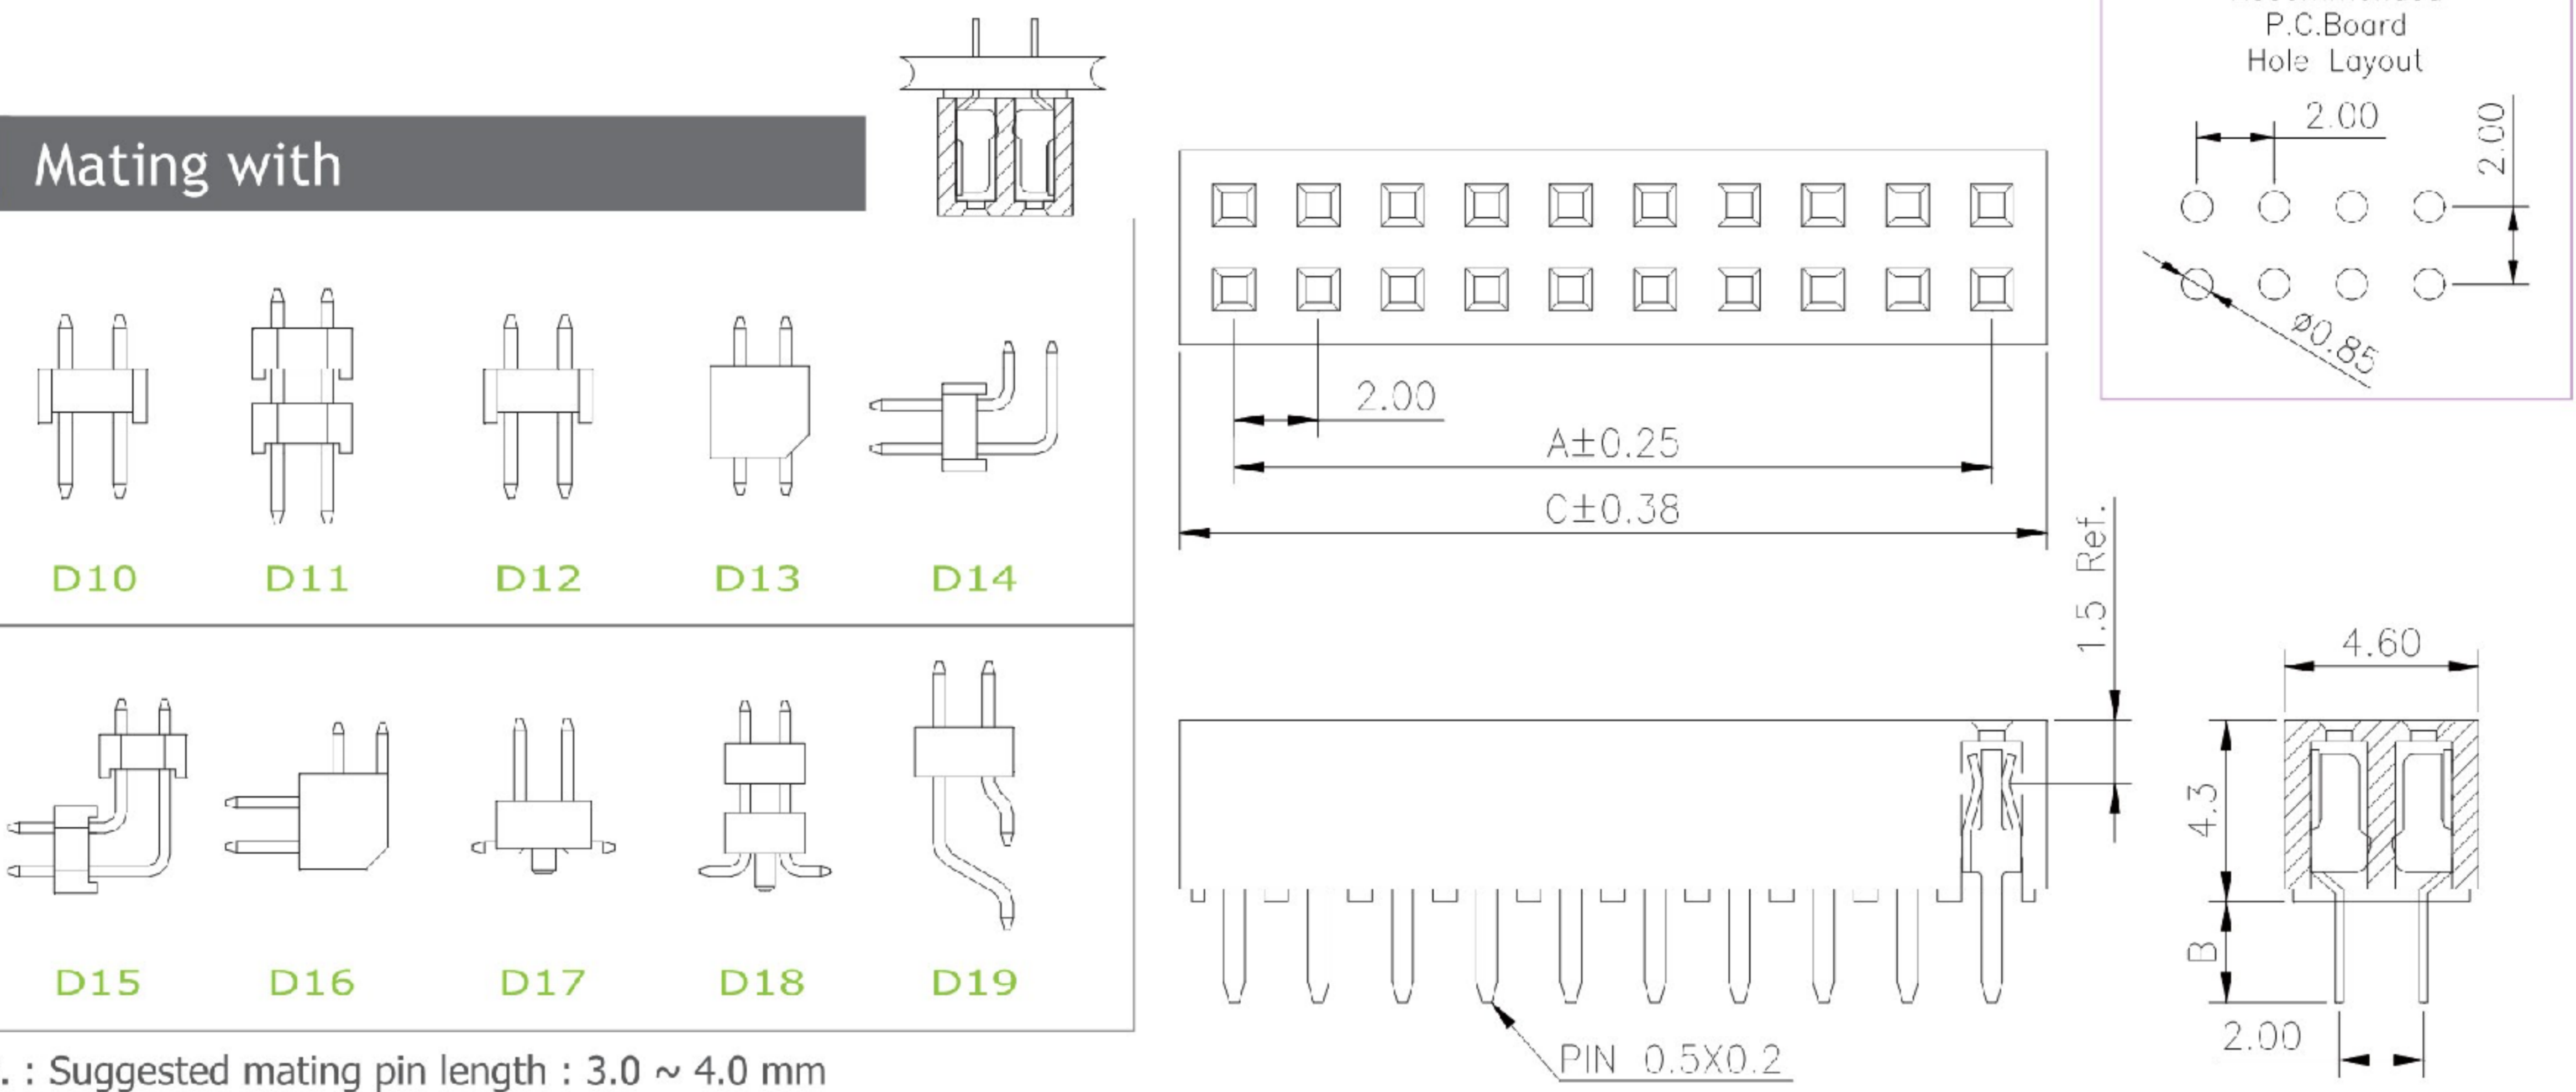 Mating with
D10
D11
D12
D13
D14
D15
D16
D17
D18
D19
. : Suggested mating pin length : 3.0 ~ 4.0 mm
2.00
A±0.25
C±0.38
P.C.Board
Hole Layout
2.00
2.00
ø0.85
1.5 Ref.
PIN 0.5X0.2
4.60
4.3
B
2.00